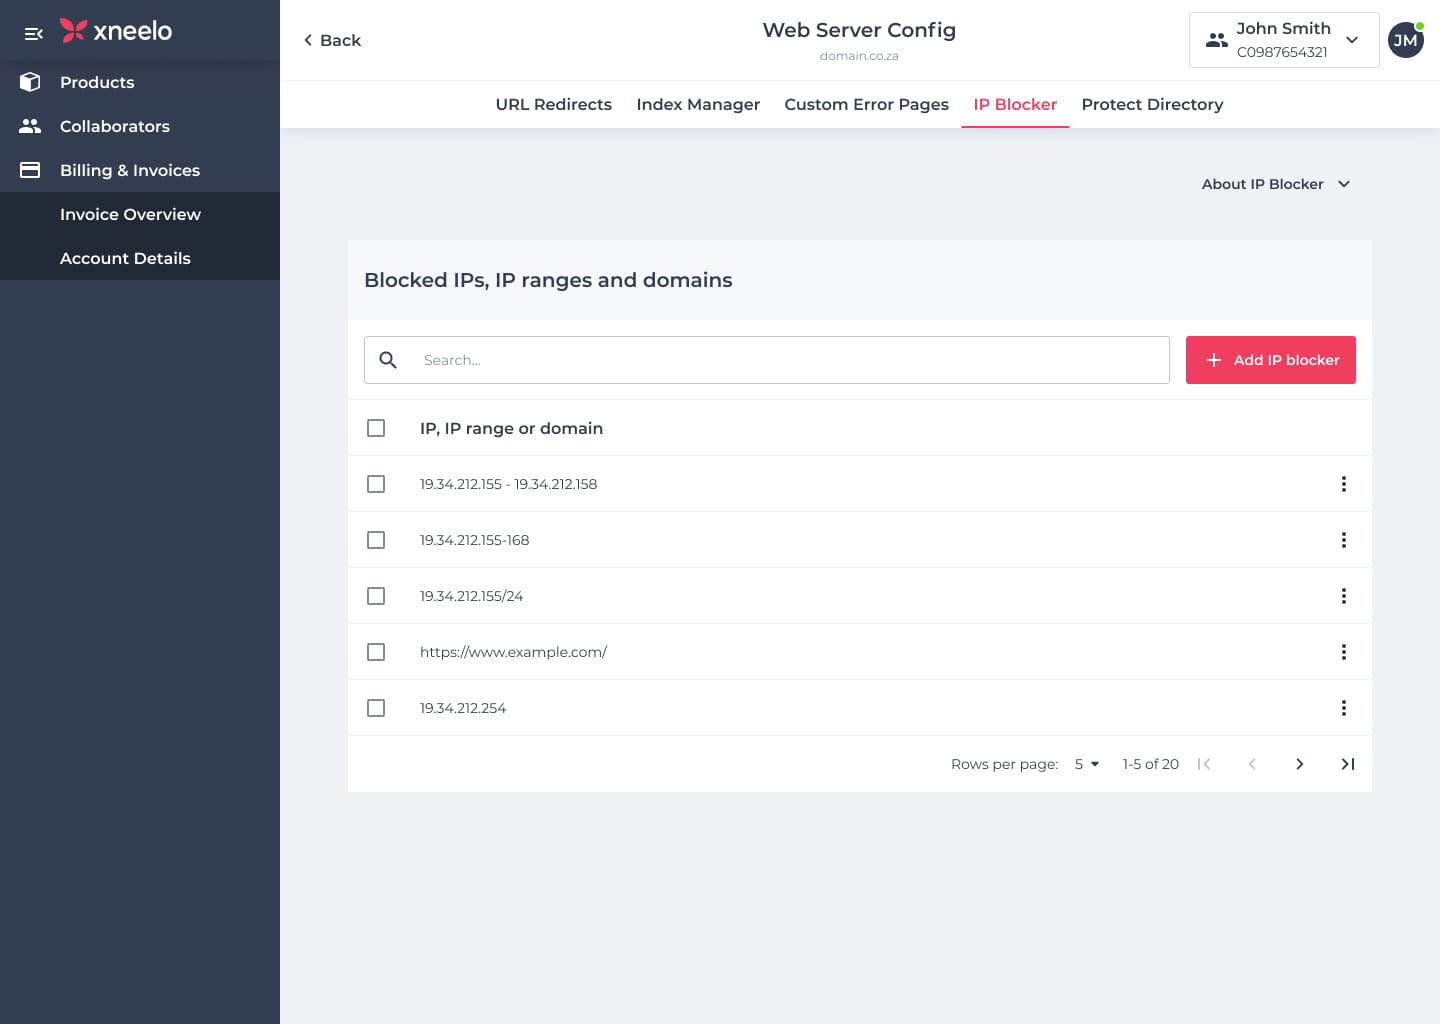 xneelo
Products
Collaborators
Billing & Invoices
Invoice Overview
Account Details
Back
Web Server Config
domain.co.za
John Smith
C0987654321
JM
URL Redirects
Index Manager
Custom Error Pages
IP Blocker
Protect Directory
About IP Blocker
Blocked IPs, IP ranges and domains
Search...
Add IP blocker
IP, IP range or domain
19.34.212.155 - 19.34.212.158
19.34.212.155-168
19.34.212.155/24
https://www.example.com/
19.34.212.254
Rows per page: 5 1-5 of 20